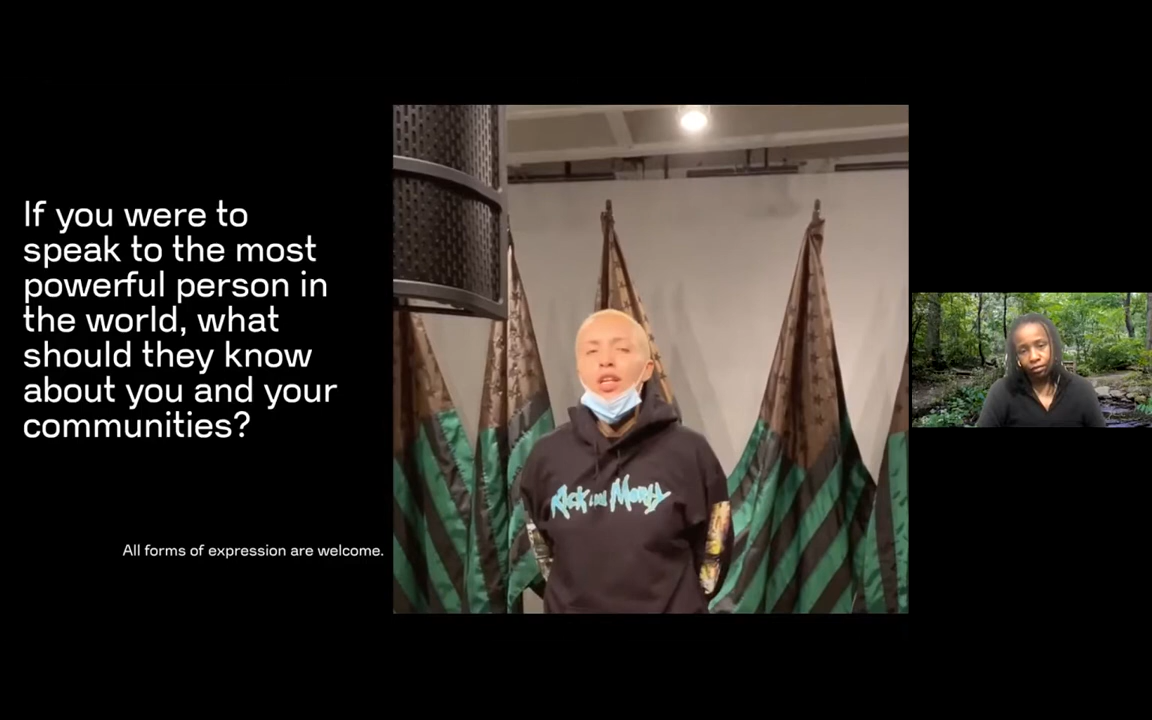 If you were to
speak to the most
powerful person in
the world, what
should they know
about you and your
communities?
All forms of expression are welcome.
Rick and Morty